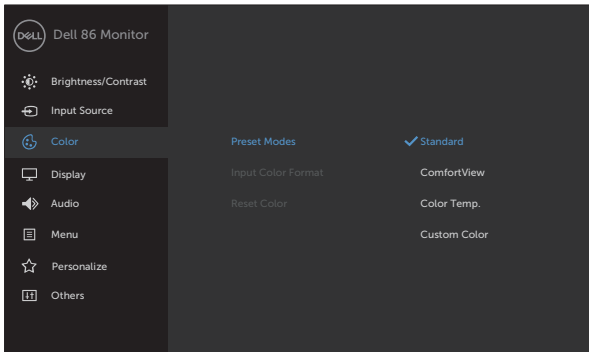 DELL Dell 86 Monitor
Brightness/Contrast
Input Source
Color Preset Modes Standard
Display Input Color Format ComfortView
Audio Reset Color Color Temp.
Menu Custom Color
Personalize
Others